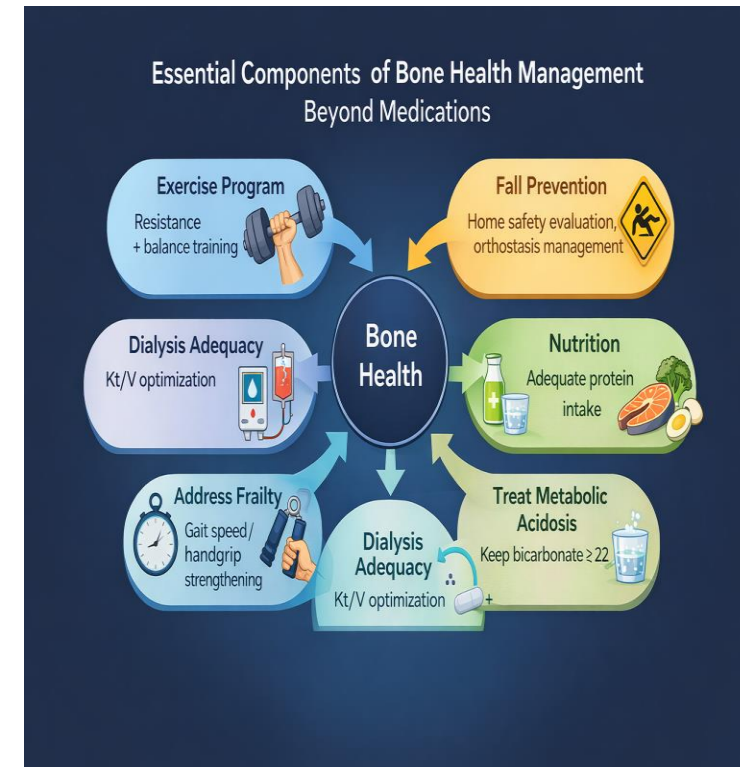 Essential Components of Bone Health Management
Beyond Medications
Exercise Program
Resistance
+ balance training
Fall Prevention
Home safety evaluation,
orthostasis management
Bone
Health
Dialysis Adequacy
Kt/V optimization
Nutrition
Adequate protein
intake
Address Frailty
Gait speed/
handgrip
strengthening
Dialysis
Adequacy
Kt/V optimization
+
Treat Metabolic
Acidosis
Keep bicarbonate ≥ 22